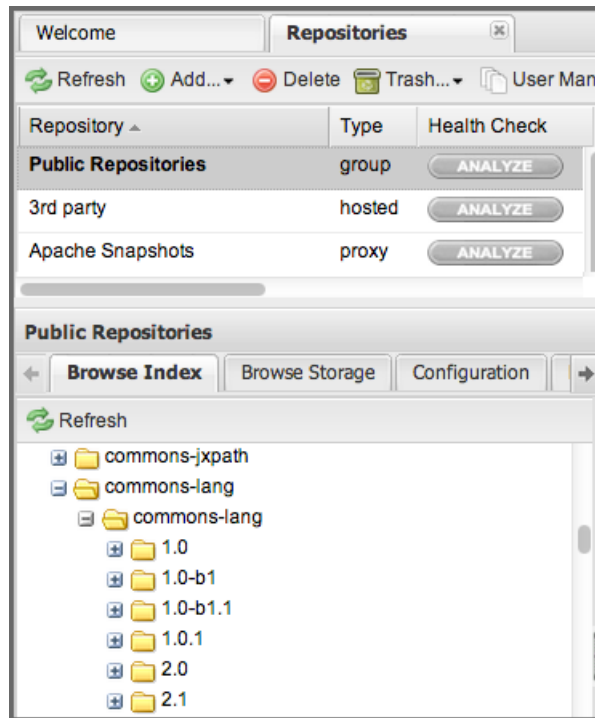 Welcome Repositories
Refresh Add... Delete Trash... User Man
Repository Type Health Check
Public Repositories group ANALYZE
3rd party hosted ANALYZE
Apache Snapshots proxy ANALYZE
Public Repositories
Browse Index Browse Storage Configuration
Refresh
commons-jxpath
commons-lang
commons-lang
1.0
1.0-b1
1.0-b1.1
1.0.1
2.0
2.1